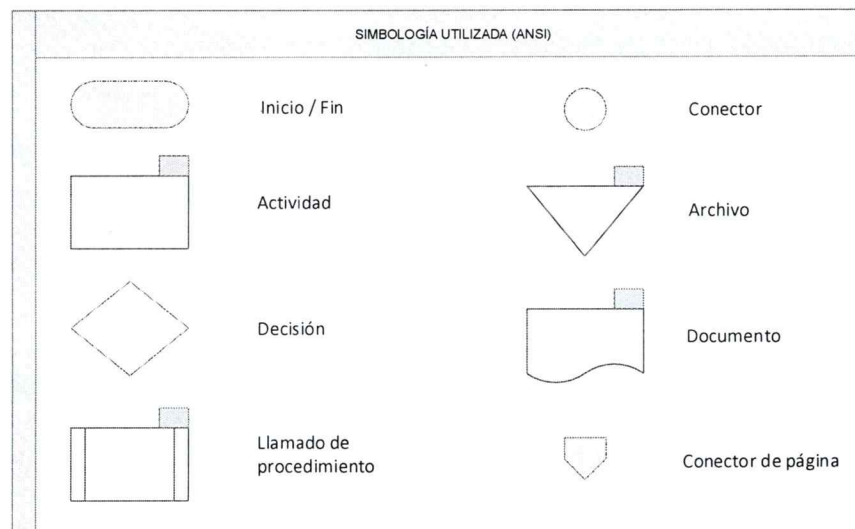 SIMBOLOGÍA UTILIZADA (ANSI)
Inicio / Fin
Conector
Actividad
Archivo
Decisión
Documento
Llamado de
procedimiento
Conector de página